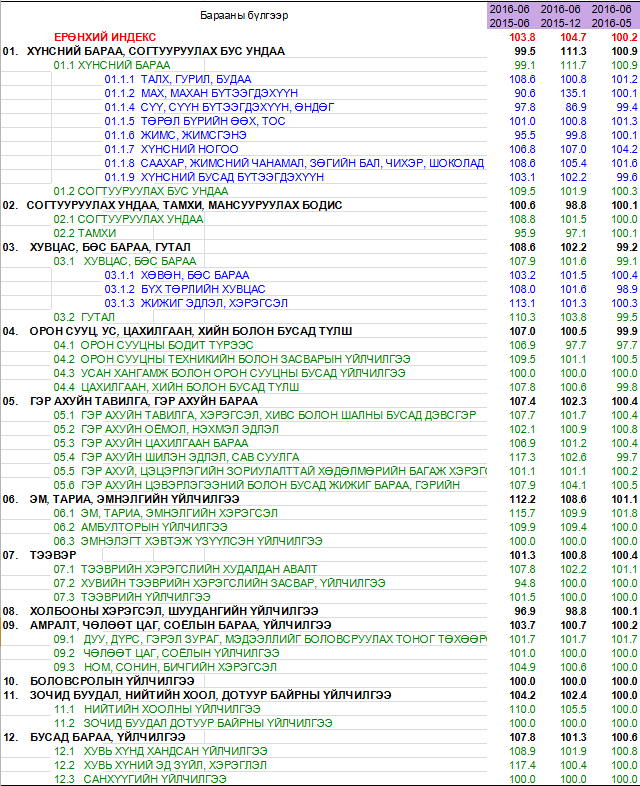 Барааны бүлгээр 2016-06 2016-06 2016-06
2015-06 2015-12 2016-05
ЕРӨНХИЙ ИНДЕКС 103.8 104.7 100.2
01. ХҮНСНИЙ БАРАА, СОГТУУРУУЛАХ БУС УНДАА 99.5 111.3 100.9
01.1 ХҮНСНИЙ БАРАА 99.1 111.7 100.9
01.1.1 ТАЛХ, ГУРИЛ, БУДАА 108.6 100.8 101.2
01.1.2 МАХ, МАХАН БҮТЭЭГДЭХҮҮН 90.6 135.1 100.1
01.1.4 СҮҮ, СҮҮН БҮТЭЭГДЭХҮҮН, ӨНДӨГ 97.8 86.9 99.4
01.1.5 ТӨРӨЛ БҮРИЙН ӨӨХ, ТОС 101.0 100.8 101.3
01.1.6 ЖИМС, ЖИМСГЭНЭ 95.5 99.8 100.1
01.1.7 ХҮНСНИЙ НОГОО 106.8 107.0 104.2
01.1.8 СААХАР, ЖИМСНИЙ ЧАНАМАЛ, ЗӨГИЙН БАЛ, ЧИХЭР, ШОКОЛАД 108.6 105.4 101.6
01.1.9 ХҮНСНИЙ БУСАД БҮТЭЭГДЭХҮҮН 103.1 102.2 99.6
01.2 СОГТУУРУУЛАХ БУС УНДАА 109.5 101.9 100.3
02. СОГТУУРУУЛАХ УНДАА, ТАМХИ, МАНСУУРУУЛАХ БОДИС 100.6 98.8 100.1
02.1 СОГТУУРУУЛАХ УНДАА 108.8 101.5 100.0
02.2 ТАМХИ 95.9 97.1 100.1
03. ХУВЦАС, БӨС БАРАА, ГУТАЛ 108.6 102.2 99.2
03.1 ХУВЦАС, БӨС БАРАА 107.9 101.6 99.1
03.1.1 ХӨВӨН, БӨС БАРАА 103.2 101.5 100.4
03.1.2 БҮХ ТӨРЛИЙН ХУВЦАС 108.0 101.6 98.9
03.1.3 ЖИЖИГ ЭДЛЭЛ, ХЭРЭГСЭЛ 113.1 101.3 100.3
03.2 ГУТАЛ 110.3 103.8 99.5
04. ОРОН СУУЦ, УС, ЦАХИЛГААН, ХИЙН БОЛОН БУСАД ТҮЛШ 107.0 100.5 99.9
04.1 ОРОН СУУЦНЫ БОДИТ ТҮРЭЭС 106.9 97.7 97.7
04.2 ОРОН СУУЦНЫ ТЕХНИКИЙН БОЛОН ЗАСВАРЫН ҮЙЛЧИЛГЭЭ 109.5 101.1 100.5
04.3 УСАН ХАНГАМЖ БОЛОН ОРОН СУУЦНЫ БУСАД ҮЙЛЧИЛГЭЭ 100.0 100.0 100.0
04.4 ЦАХИЛГААН, ХИЙН БОЛОН БУСАД ТҮЛШ 107.8 100.6 99.8
05. ГЭР АХУЙН ТАВИЛГА, ГЭР АХУЙН БАРАА 107.4 102.3 100.4
05.1 ГЭР АХУЙН ТАВИЛГА, ХЭРЭГСЭЛ, ХИВС БОЛОН ШАЛНЫ БУСАД ДЭВСГЭР 107.7 101.7 100.4
05.2 ГЭР АХУЙН ОЁМОЛ, НЭХМЭЛ ЭДЛЭЛ 102.1 100.9 100.8
05.3 ГЭР АХУЙН ЦАХИЛГААН БАРАА 106.9 101.2 100.4
05.4 ГЭР АХУЙН ШИЛЭН ЭДЛЭЛ, САВ СУУЛГА 117.3 102.6 99.7
05.5 ГЭР АХУЙ, ЦЭЦЭРЛЭГИЙН ЗОРИУЛАЛТТАЙ ХӨДӨЛМӨРИЙН БАГАЖ ХЭРЭГС 101.1 101.1 100.2
05.6 ГЭР АХУЙН ЦЭВЭРЛЭГЭЭНИЙ БОЛОН БУСАД ЖИЖИГ БАРАА, ГЭРИЙН 107.9 103.1 100.5
06. ЭМ, ТАРИА, ЭМНЭЛГИЙН ҮЙЛЧИЛГЭЭ 112.2 108.6 101.1
06.1 ЭМ, ТАРИА, ЭМНЭЛГИЙН ХЭРЭГСЭЛ 115.7 109.9 101.8
06.2 АМБУЛТОРЫН ҮЙЛЧИЛГЭЭ 109.9 109.4 100.0
06.3 ЭМНЭЛЭГТ ХЭВТЭЖ ҮЗҮҮЛСЭН ҮЙЛЧИЛГЭЭ 100.0 100.0 100.0
07. ТЭЭВЭР 101.3 100.8 100.4
07.1 ТЭЭВРИЙН ХЭРЭГСЛИЙН ХУДАЛДАН АВАЛТ 107.8 102.2 101.1
07.2 ХУВИЙН ТЭЭВРИЙН ХЭРЭГСЛИЙН ЗАСВАР, ҮЙЛЧИЛГЭЭ 94.8 100.0 100.0
07.3 ТЭЭВРИЙН ҮЙЛЧИЛГЭЭ 101.5 100.0 100.0
08. ХОЛБООНЫ ХЭРЭГСЭЛ, ШУУДАНГИЙН ҮЙЛЧИЛГЭЭ 96.9 98.8 100.1
09. АМРАЛТ, ЧӨЛӨӨТ ЦАГ, СОЁЛЫН БАРАА, ҮЙЛЧИЛГЭЭ 103.7 100.7 100.2
09.1 ДУУ, ДҮРС, ГЭРЭЛ ЗУРАГ, МЭДЭЭЛЛИЙГ БОЛОВСРУУЛАХ ТОНОГ ТӨХӨӨРӨ 101.7 101.7 101.7
09.2 ЧӨЛӨӨТ ЦАГ, СОЁЛЫН ҮЙЛЧИЛГЭЭ 101.0 100.0 100.0
09.3 НОМ, СОНИН, БИЧГИЙН ХЭРЭГСЭЛ 104.9 100.6 100.0
10. БОЛОВСРОЛЫН ҮЙЛЧИЛГЭЭ 100.0 100.0 100.0
11. ЗОЧИД БУУДАЛ, НИЙТИЙН ХООЛ, ДОТУУР БАЙРНЫ ҮЙЛЧИЛГЭЭ 104.2 102.4 100.0
11.1 НИЙТИЙН ХООЛНЫ ҮЙЛЧИЛГЭЭ 110.0 105.5 100.0
11.2 ЗОЧИД БУУДАЛ ДОТУУР БАЙРНЫ ҮЙЛЧИЛГЭЭ 100.0 100.0 100.0
12. БУСАД БАРАА, ҮЙЛЧИЛГЭЭ 107.8 101.3 100.6
12.1 ХУВЬ ХҮНД ХАНДСАН ҮЙЛЧИЛГЭЭ 108.9 101.9 100.8
12.2 ХУВЬ ХҮНИЙ ЭД ЗҮЙЛ, ХЭРЭГЛЭЛ 117.4 100.4 100.0
12.3 САНХҮҮГИЙН ҮЙЛЧИЛГЭЭ 100.0 100.0 100.0